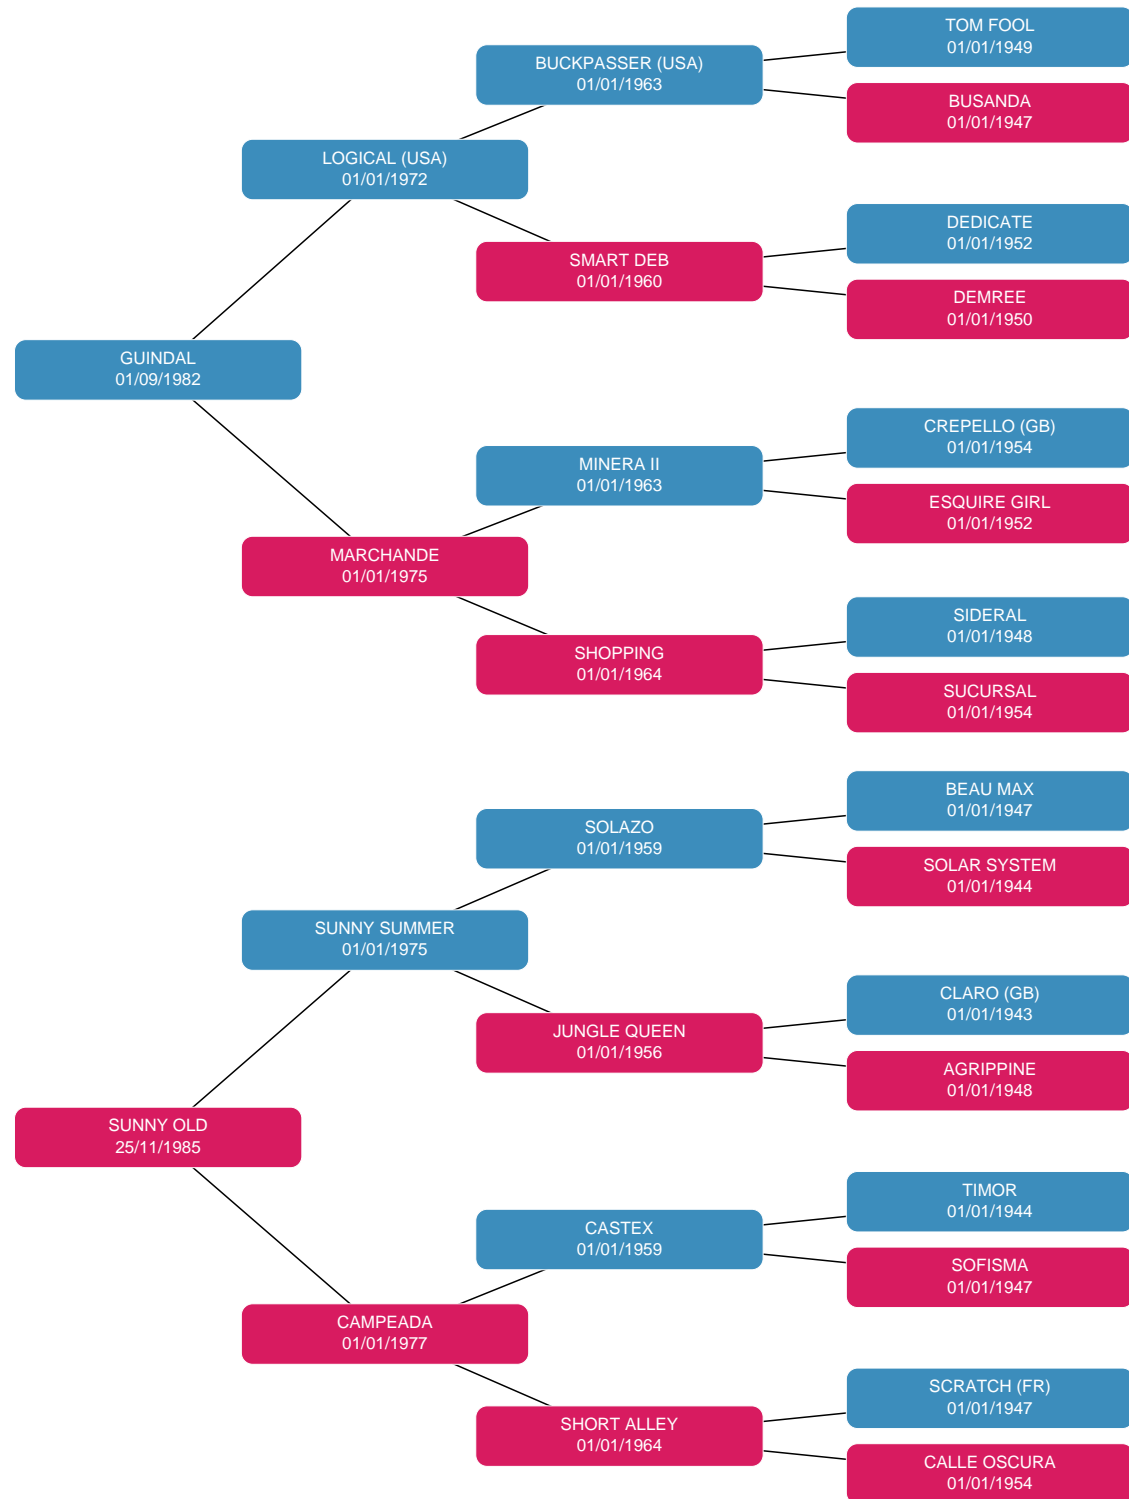 TOM FOOL
01/01/1949
BUCKPASSER (USA)
01/01/1963
BUSANDA
01/01/1947
LOGICAL (USA)
01/01/1972
DEDICATE
01/01/1952
SMART DEB
01/01/1960
DEMREE
01/01/1950
GUINDAL
01/09/1982
CREPELLO (GB)
01/01/1954
MINERA II
01/01/1963
ESQUIRE GIRL
01/01/1952
MARCHANDE
01/01/1975
SIDERAL
01/01/1948
SHOPPING
01/01/1964
SUCURSAL
01/01/1954
BEAU MAX
01/01/1947
SOLAZO
01/01/1959
SOLAR SYSTEM
01/01/1944
SUNNY SUMMER
01/01/1975
CLARO (GB)
01/01/1943
JUNGLE QUEEN
01/01/1956
AGRIPPINE
01/01/1948
SUNNY OLD
25/11/1985
TIMOR
01/01/1944
CASTEX
01/01/1959
SOFISMA
01/01/1947
CAMPEADA
01/01/1977
SCRATCH (FR)
01/01/1947
SHORT ALLEY
01/01/1964
CALLE OSCURA
01/01/1954